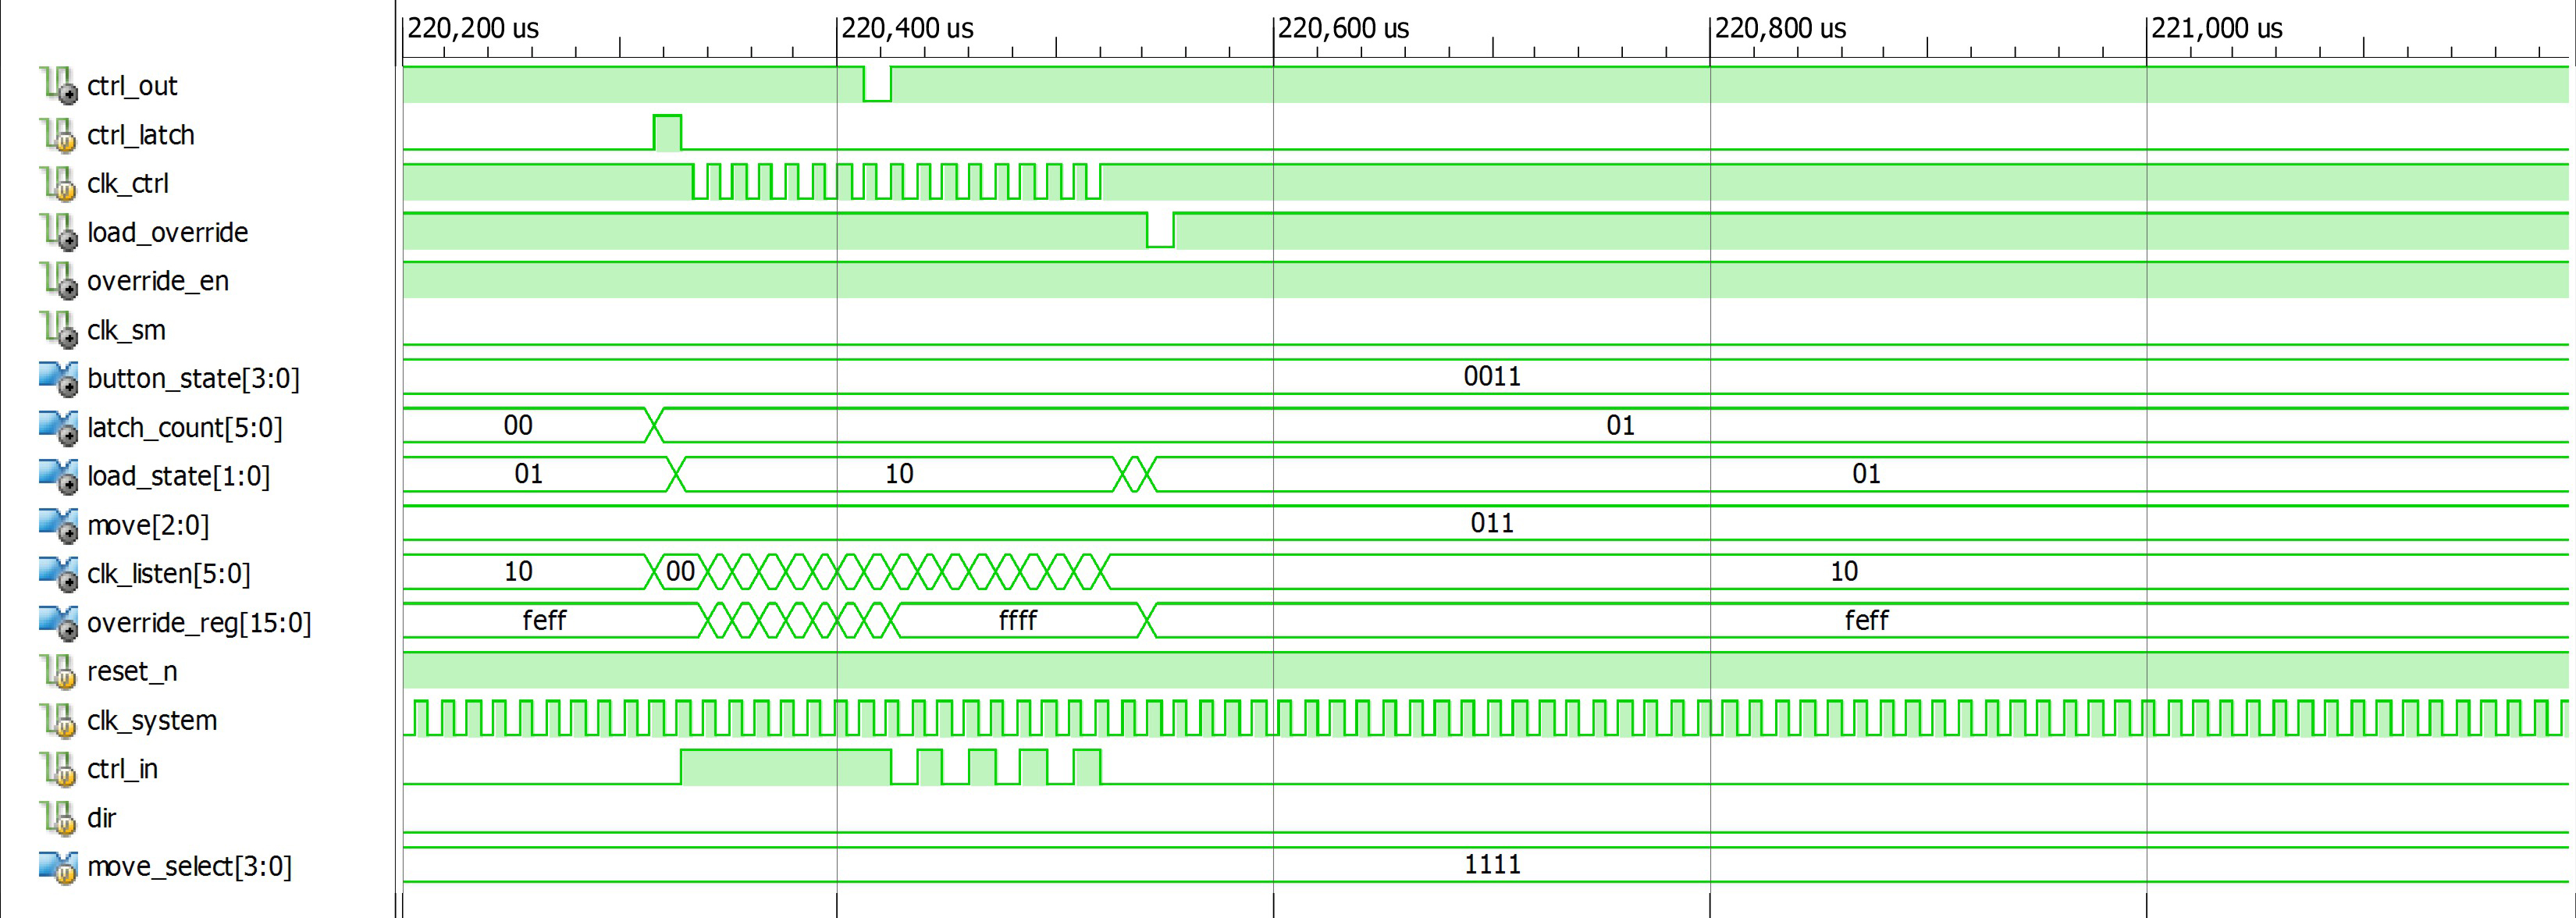 220,200 us 220,400 us 220,600 us 220,800 us 221,000 us
ctrl_out
ctrl_latch
clk_ctrl
load_override
override_en
clk_sm
button_state[3:0] 0011
latch_count[5:0] 00 01
load_state[1:0] 01 10 01
move[2:0] 011
clk_listen[5:0] 10 00 10
override_reg[15:0] feff ffff feff
reset_n
clk_system
ctrl_in
dir
move_select[3:0] 1111